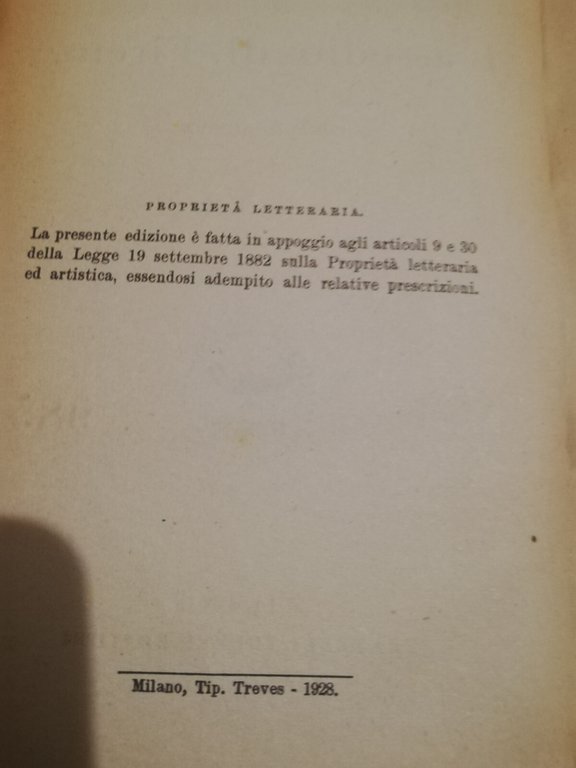 PROPRIETÀ LETTERARIA.
La presente edizione è fatta in appoggio agli articoli 9 e 30
della Legge 19 settembre 1882 sulla Proprietà letteraria
ed artistica, essendosi adempito alle relative prescrizioni.
Milano, Tip. Treves - 1928.